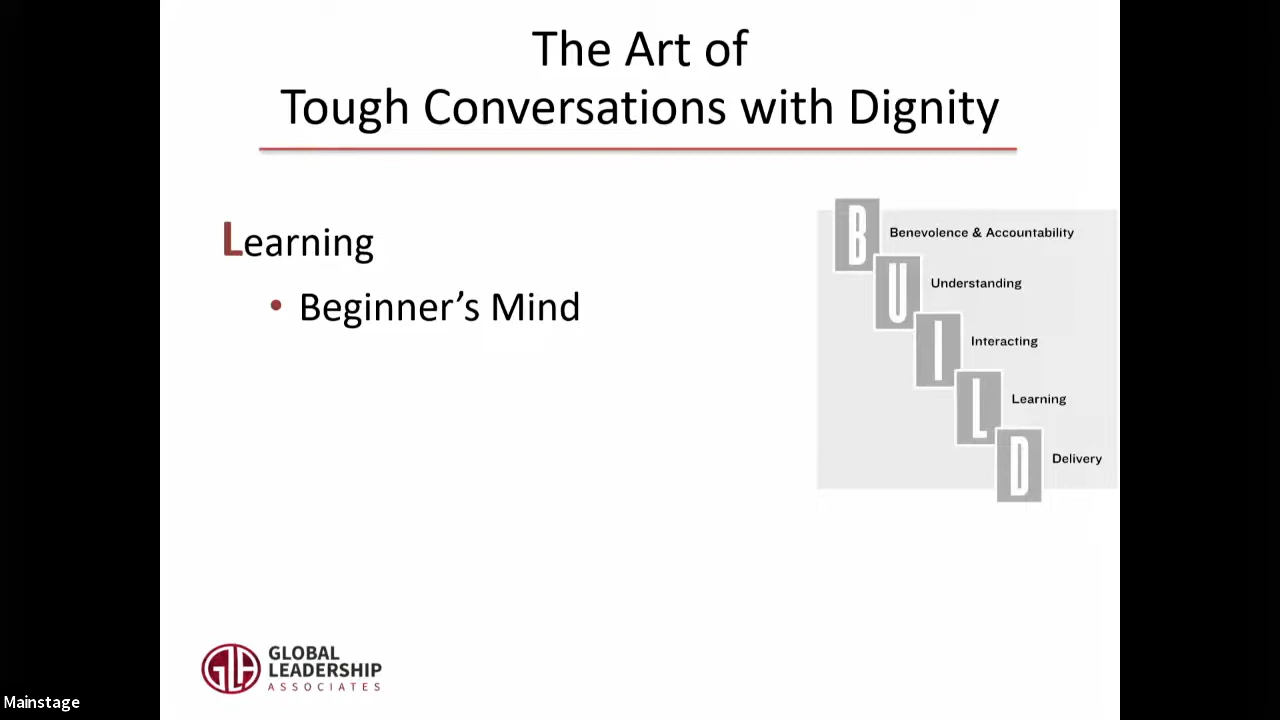 The Art of
Tough Conversations with Dignity
Learning
• Beginner’s Mind
B Benevolence & Accountability
U Understanding
I Interacting
L Learning
D Delivery
GLA GLOBAL
LEADERSHIP
ASSOCIATES
Mainstage